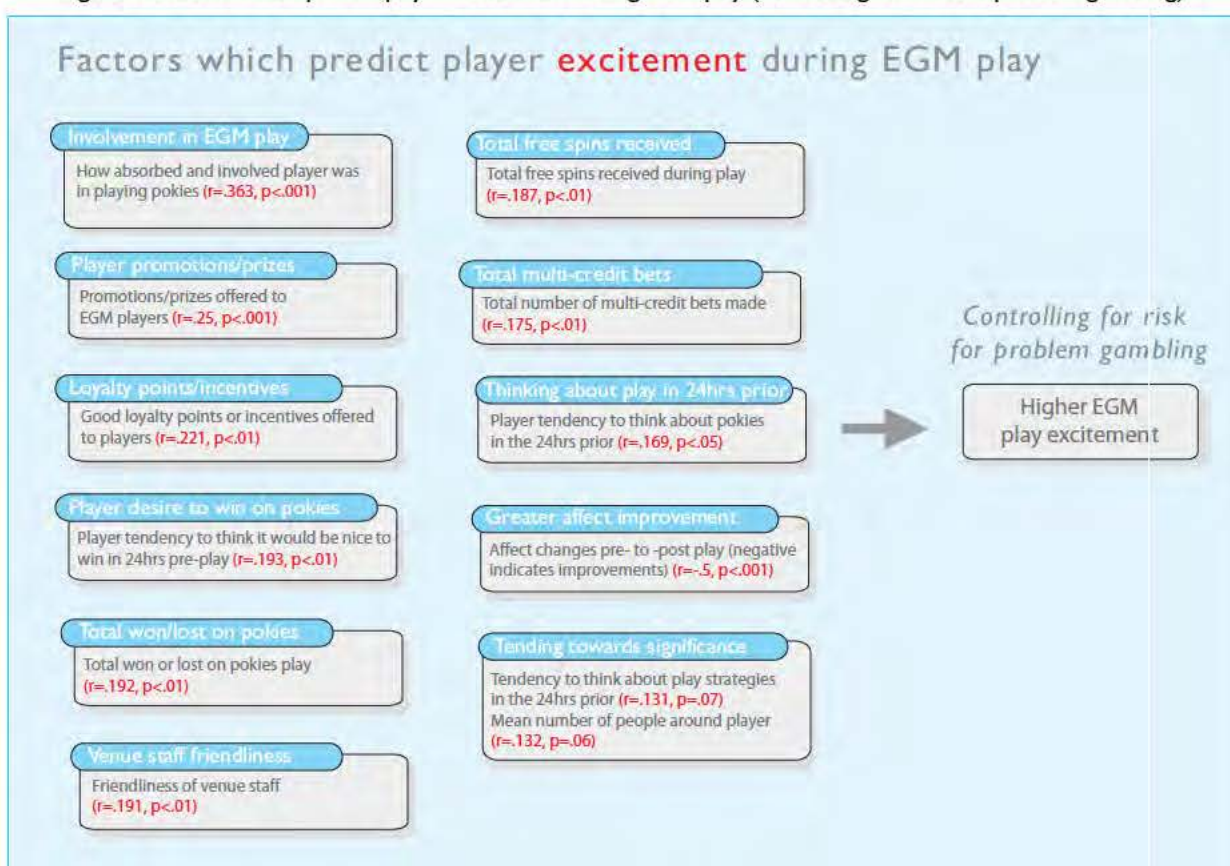 Factors which predict player excitement during EGM play
Involvement in EGM play
How absorbed and involved player was
in playing pokies (r=.363, p<.001)
Player promotions/prizes
Promotions/prizes offered to
EGM players (r=.25, p<.001)
Loyalty points/incentives
Good loyalty points or incentives offered
to players (r=.221, p<.01)
Player desire to win on pokies
Player tendency to think it would be nice to
win in 24hrs pre-play (r=.193, p<.01)
Total won/lost on pokies
Total won or lost on pokies play
(r=.192, p<.01)
Venue staff friendliness
Friendliness of venue staff
(r=.191, p<.01)
Total free spins received
Total free spins received during play
(r=.187, p<.01)
Total multi-credit bets
Total number of multi-credit bets made
(r=.175, p<.01)
Thinking about play in 24hrs prior
Player tendency to think about pokies
in the 24hrs prior (r=.169, p<.05)
Greater affect improvement
Affect changes pre- to -post play (negative
indicates improvements) (r=-.5, p<.001)
Tending towards significance
Tendency to think about play strategies
in the 24hrs prior (r=.131, p=.07)
Mean number of people around player
(r=.132, p=.06)
Controlling for risk
for problem gambling
Higher EGM
play excitement